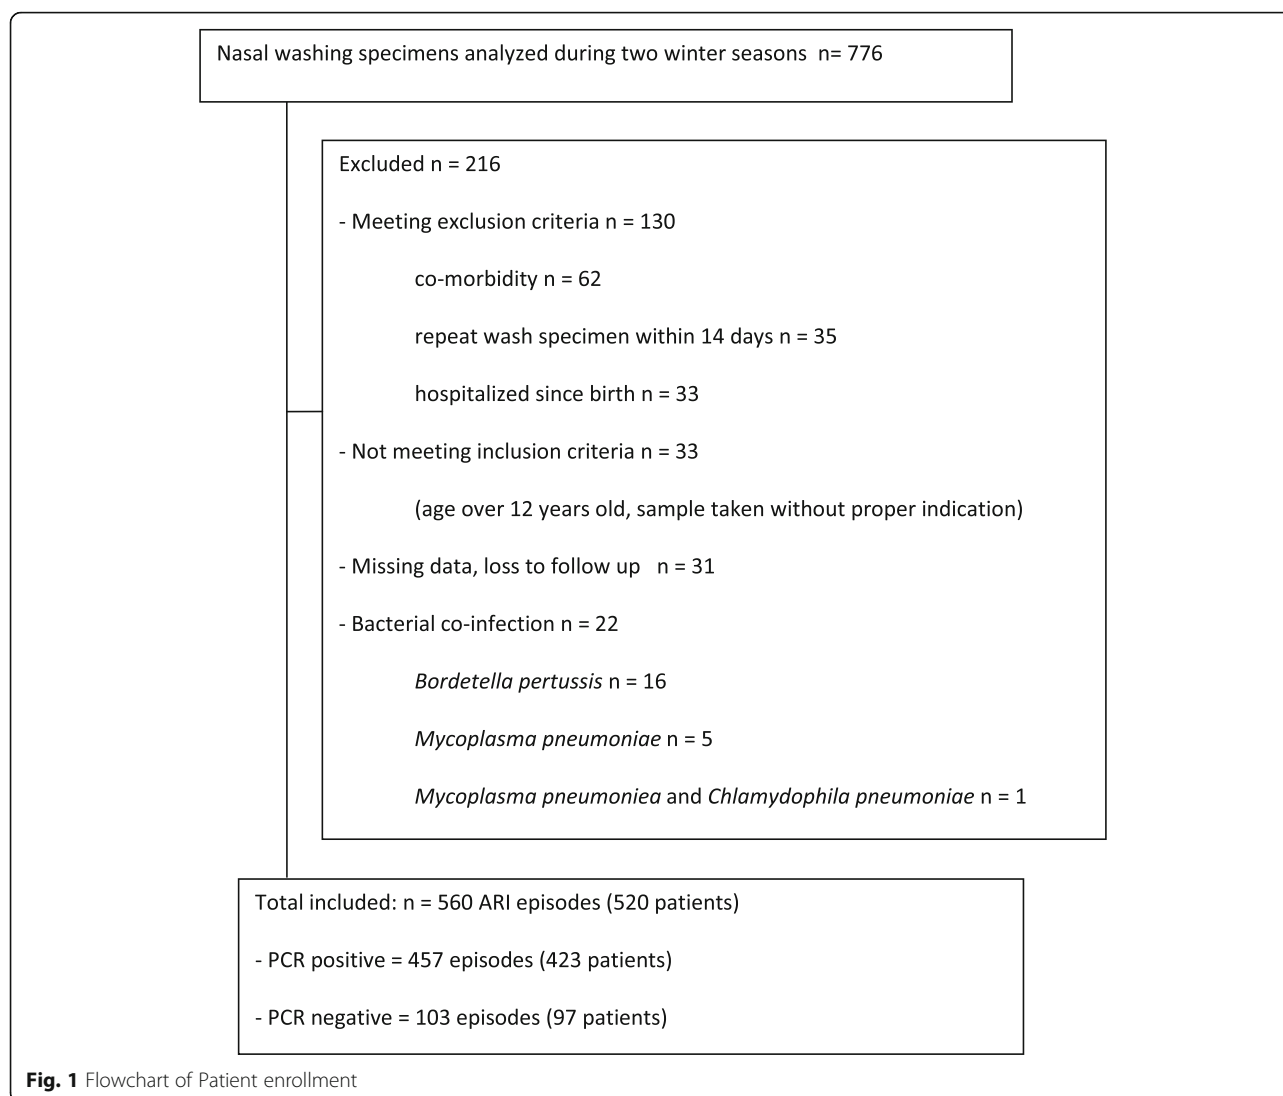 Nasal washing specimens analyzed during two winter seasons n= 776
Excluded n = 216
- Meeting exclusion criteria n = 130
co-morbidity n = 62
repeat wash specimen within 14 days n = 35
hospitalized since birth n = 33
- Not meeting inclusion criteria n = 33
(age over 12 years old, sample taken without proper indication)
- Missing data, loss to follow up n = 31
- Bacterial co-infection n = 22
Bordetella pertussis n = 16
Mycoplasma pneumoniae n = 5
Mycoplasma pneumoniea and Chlamydophila pneumoniae n = 1
Total included: n = 560 ARI episodes (520 patients)
- PCR positive = 457 episodes (423 patients)
- PCR negative = 103 episodes (97 patients)
Fig. 1 Flowchart of Patient enrollment